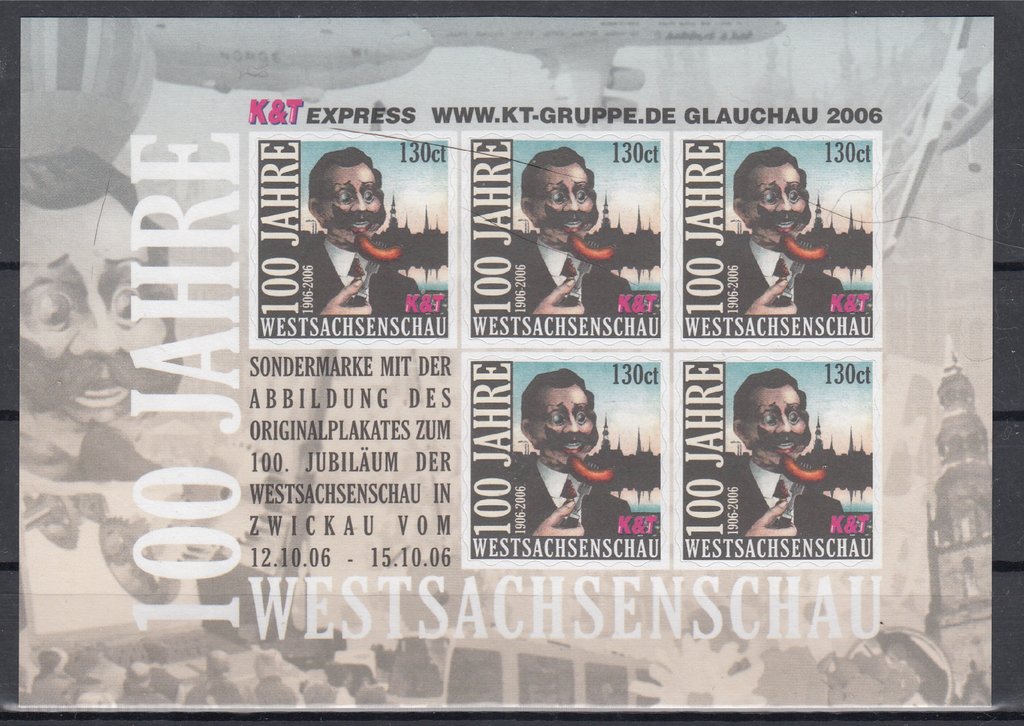 K&T EXPRESS WWW.KT-GRUPPE.DE GLAUCHAU 2006
100 JAHRE
130ct
100 JAHRE
1906-2006
K&T
WESTSACHSENSCHAU
130ct
100 JAHRE
1906-2006
K&T
WESTSACHSENSCHAU
130ct
100 JAHRE
1906-2006
K&T
WESTSACHSENSCHAU
SONDERMARKE MIT DER
ABBILDUNG DES
ORIGINALPLAKATES ZUM
100. JUBILÄUM DER
WESTSACHSENSCHAU IN
ZWICKAU VOM
12.10.06 - 15.10.06
130ct
100 JAHRE
1906-2006
K&T
WESTSACHSENSCHAU
130ct
100 JAHRE
1906-2006
K&T
WESTSACHSENSCHAU
WESTSACHSENSCHAU